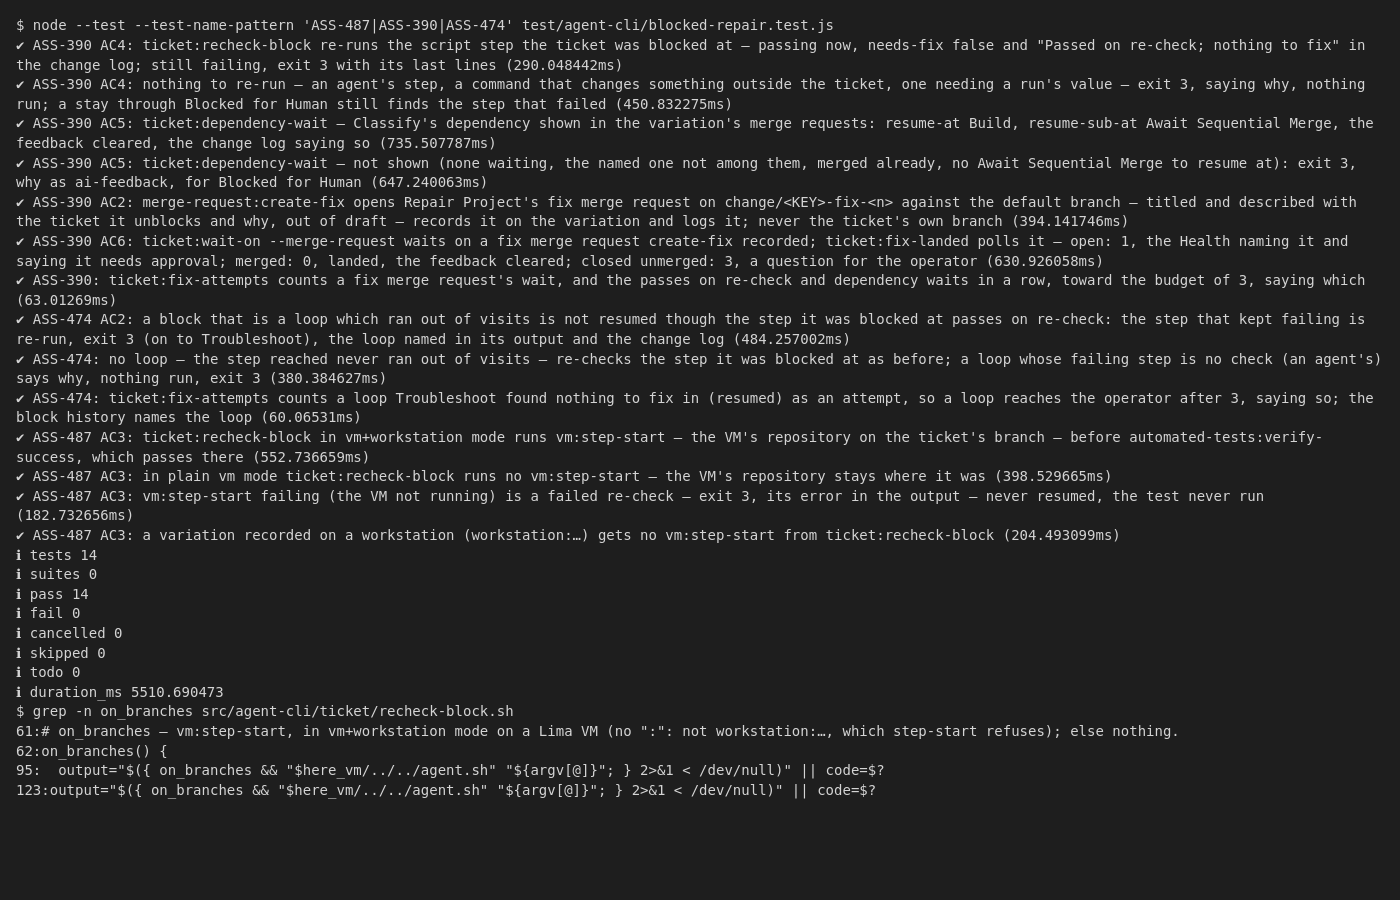 $ node --test --test-name-pattern 'ASS-487|ASS-390|ASS-474' test/agent-cli/blocked-repair.test.js
✔ ASS-390 AC4: ticket:recheck-block re-runs the script step the ticket was blocked at — passing now, needs-fix false and "Passed on re-check; nothing to fix" in
the change log; still failing, exit 3 with its last lines (290.048442ms)
✔ ASS-390 AC4: nothing to re-run — an agent's step, a command that changes something outside the ticket, one needing a run's value — exit 3, saying why, nothing
run; a stay through Blocked for Human still finds the step that failed (450.832275ms)
✔ ASS-390 AC5: ticket:dependency-wait — Classify's dependency shown in the variation's merge requests: resume-at Build, resume-sub-at Await Sequential Merge, the
feedback cleared, the change log saying so (735.507787ms)
✔ ASS-390 AC5: ticket:dependency-wait — not shown (none waiting, the named one not among them, merged already, no Await Sequential Merge to resume at): exit 3,
why as ai-feedback, for Blocked for Human (647.240063ms)
✔ ASS-390 AC2: merge-request:create-fix opens Repair Project's fix merge request on change/<KEY>-fix-<n> against the default branch — titled and described with
the ticket it unblocks and why, out of draft — records it on the variation and logs it; never the ticket's own branch (394.141746ms)
✔ ASS-390 AC6: ticket:wait-on --merge-request waits on a fix merge request create-fix recorded; ticket:fix-landed polls it — open: 1, the Health naming it and
saying it needs approval; merged: 0, landed, the feedback cleared; closed unmerged: 3, a question for the operator (630.926058ms)
✔ ASS-390: ticket:fix-attempts counts a fix merge request's wait, and the passes on re-check and dependency waits in a row, toward the budget of 3, saying which
(63.01269ms)
✔ ASS-474 AC2: a block that is a loop which ran out of visits is not resumed though the step it was blocked at passes on re-check: the step that kept failing is
re-run, exit 3 (on to Troubleshoot), the loop named in its output and the change log (484.257002ms)
✔ ASS-474: no loop — the step reached never ran out of visits — re-checks the step it was blocked at as before; a loop whose failing step is no check (an agent's)
says why, nothing run, exit 3 (380.384627ms)
✔ ASS-474: ticket:fix-attempts counts a loop Troubleshoot found nothing to fix in (resumed) as an attempt, so a loop reaches the operator after 3, saying so; the
block history names the loop (60.06531ms)
✔ ASS-487 AC3: ticket:recheck-block in vm+workstation mode runs vm:step-start — the VM's repository on the ticket's branch — before automated-tests:verify-
success, which passes there (552.736659ms)
✔ ASS-487 AC3: in plain vm mode ticket:recheck-block runs no vm:step-start — the VM's repository stays where it was (398.529665ms)
✔ ASS-487 AC3: vm:step-start failing (the VM not running) is a failed re-check — exit 3, its error in the output — never resumed, the test never run
(182.732656ms)
✔ ASS-487 AC3: a variation recorded on a workstation (workstation:…) gets no vm:step-start from ticket:recheck-block (204.493099ms)
ℹ tests 14
ℹ suites 0
ℹ pass 14
ℹ fail 0
ℹ cancelled 0
ℹ skipped 0
ℹ todo 0
ℹ duration_ms 5510.690473
$ grep -n on_branches src/agent-cli/ticket/recheck-block.sh
61:# on_branches — vm:step-start, in vm+workstation mode on a Lima VM (no ":": not workstation:…, which step-start refuses); else nothing.
62:on_branches() {
95:  output="$({ on_branches && "$here_vm/../../agent.sh" "${argv[@]}"; } 2>&1 < /dev/null)" || code=$?
123:output="$({ on_branches && "$here_vm/../../agent.sh" "${argv[@]}"; } 2>&1 < /dev/null)" || code=$?